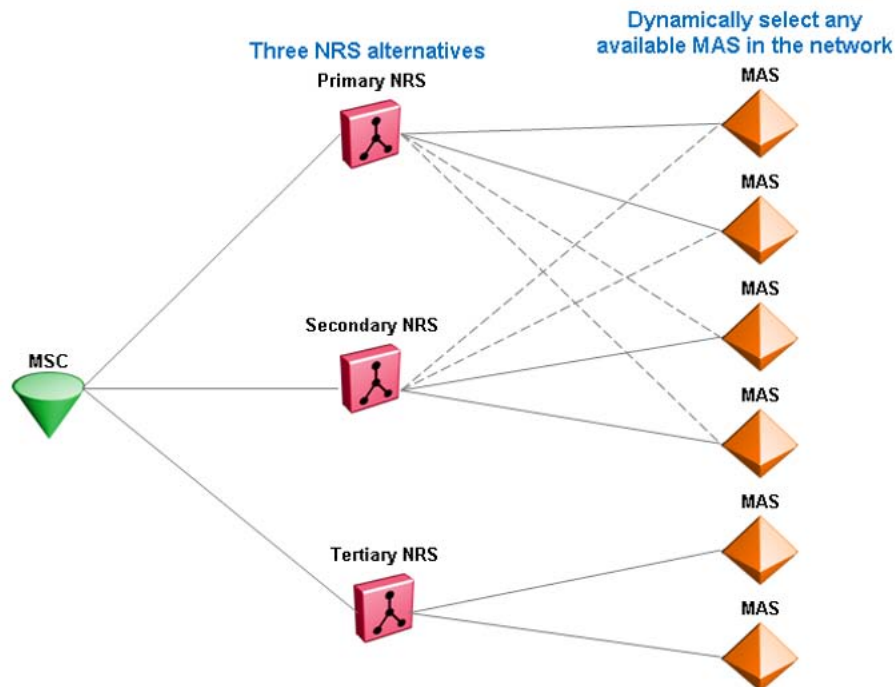 Dynamically select any
available MAS in the network
Three NRS alternatives
Primary NRS
MAS
MAS
MAS
Secondary NRS
MSC
MAS
MAS
Tertiary NRS
MAS